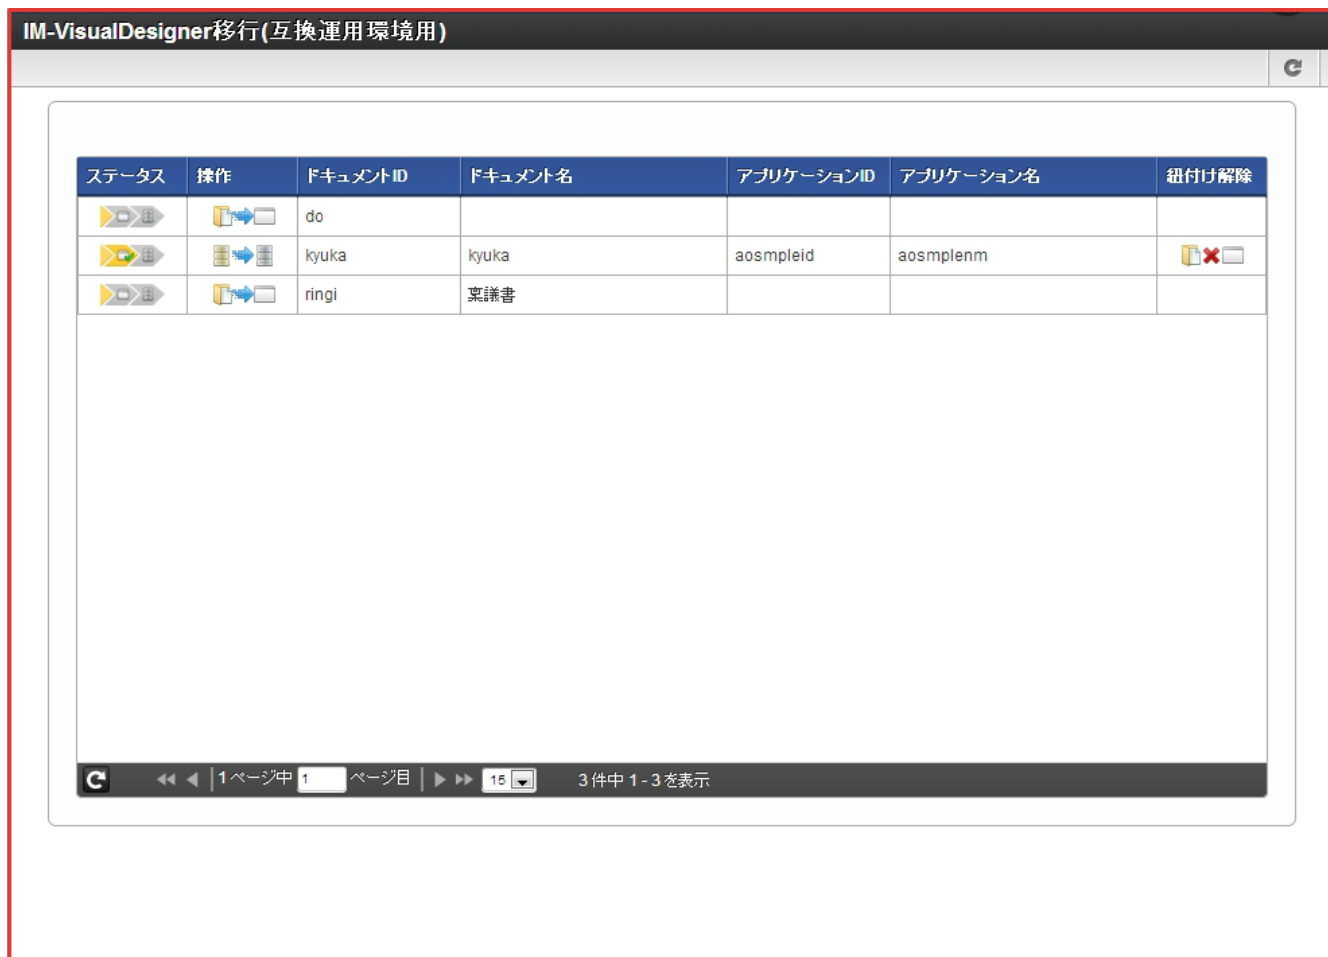 IM-VisualDesigner移行(互換運用環境用)
ステータス 操作 ドキュメントID ドキュメント名 アプリケーションID アプリケーション名 紐付け解除
do
kyuka kyuka aosmpleid aosmplenm
ringi 稟議書
1 ページ中 1 ページ目 15 3 件中 1 - 3 を表示